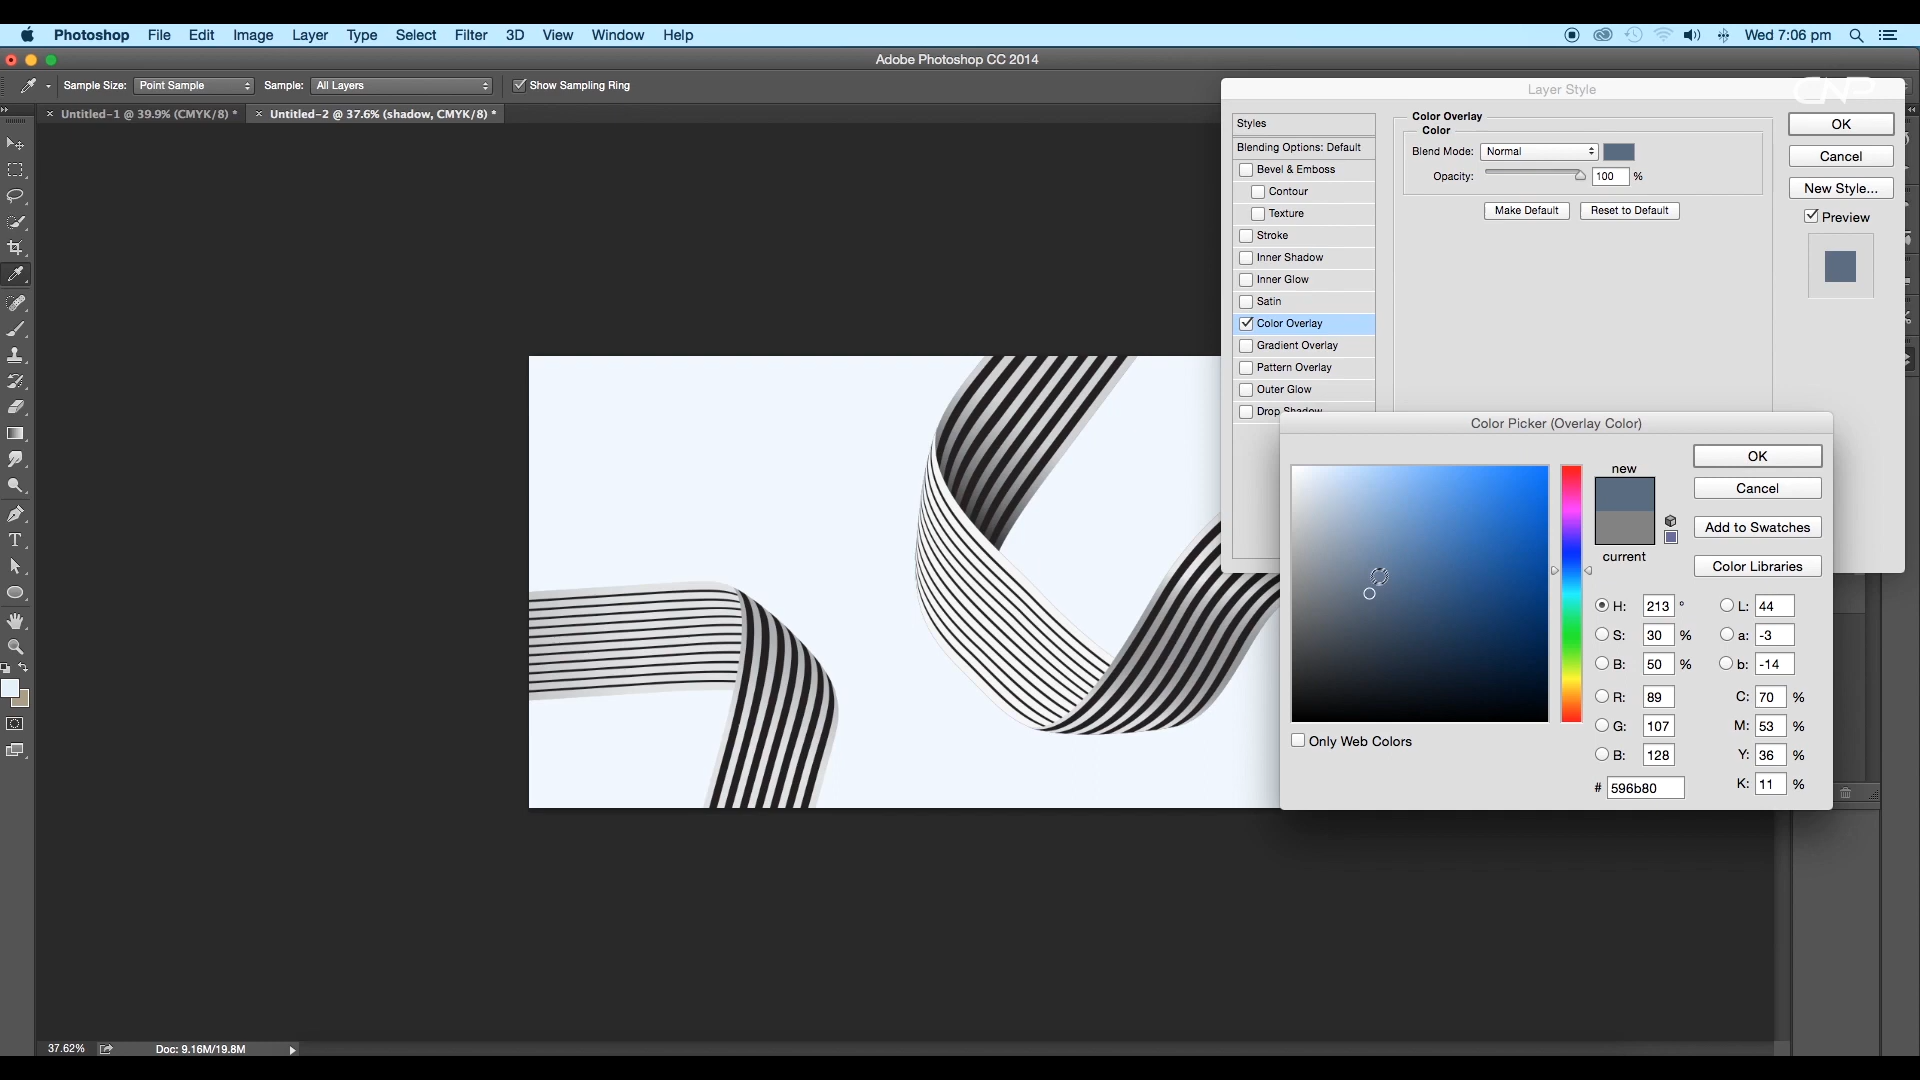 Photoshop File Edit Image Layer Type Select Filter 3D View Window Help Wed 7:06 pm
Adobe Photoshop CC 2014
Sample Size: Point Sample Sample: All Layers Show Sampling Ring
Untitled-1 @ 39.9% (CMYK/8) * Untitled-2 @ 37.6% (shadow, CMYK/8) *
Layer Style
CNP
Styles
Blending Options: Default
Bevel & Emboss
Contour
Texture
Stroke
Inner Shadow
Inner Glow
Satin
Color Overlay
Gradient Overlay
Pattern Overlay
Outer Glow
Drop Shadow
Color Overlay
Color
Blend Mode: Normal
Opacity: 100 %
Make Default Reset to Default
OK
Cancel
New Style...
Preview
Color Picker (Overlay Color)
new
current
OK
Cancel
Add to Swatches
Color Libraries
H: 213 ° L: 44
S: 30 % a: -3
B: 50 % b: -14
R: 89 C: 70 %
G: 107 M: 53 %
B: 128 Y: 36 %
# 596b80 K: 11 %
Only Web Colors
T
37.62% Doc: 9.16M/19.8M